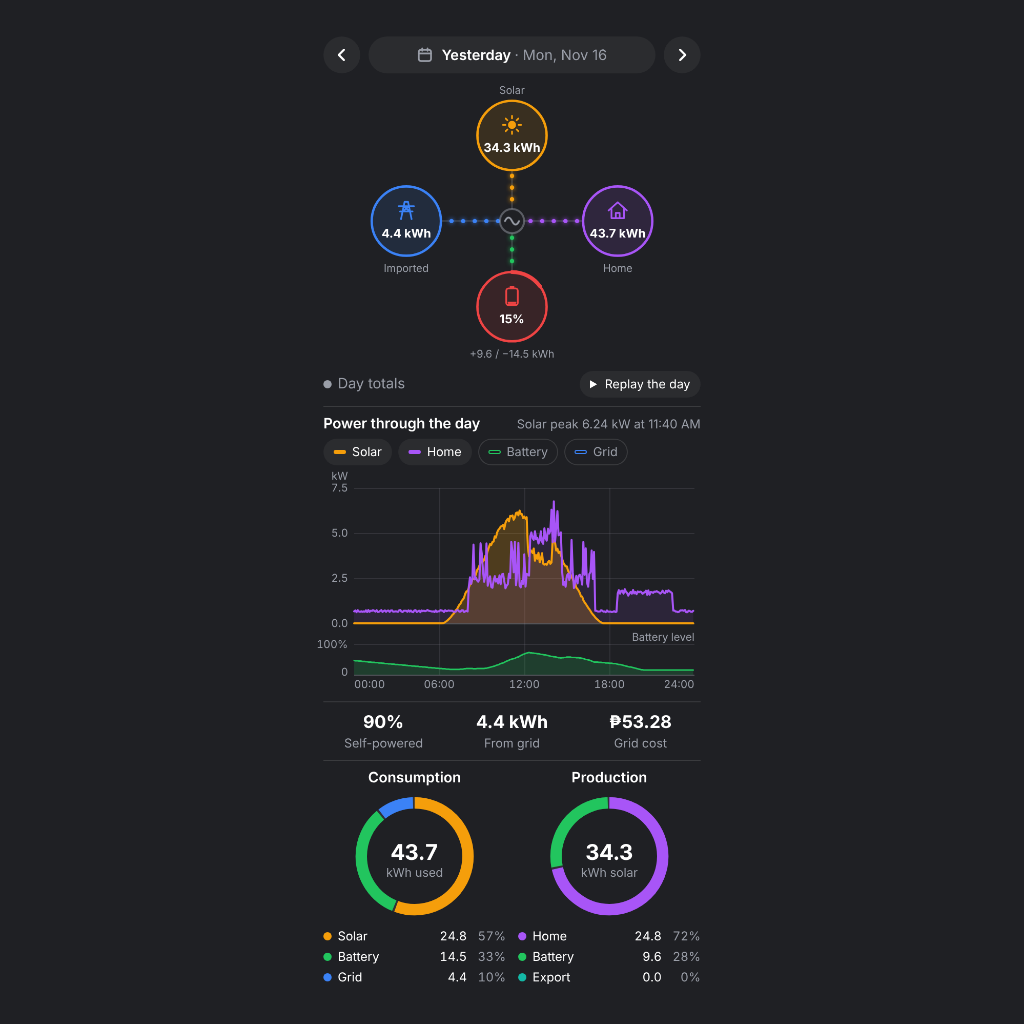 Yesterday · Mon, Nov 16
Solar
34.3 kWh
4.4 kWh
43.7 kWh
Imported
Home
15%
+9.6 / −14.5 kWh
Day totals
Replay the day
Power through the day
Solar peak 6.24 kW at 11:40 AM
Solar
Home
Battery
Grid
kW
7.5
5.0
2.5
0.0
Battery level
100%
0
00:00
06:00
12:00
18:00
24:00
90%
4.4 kWh
₱53.28
Self-powered
From grid
Grid cost
Consumption
Production
43.7
kWh used
34.3
kWh solar
Solar 24.8 57%
Home 24.8 72%
Battery 14.5 33%
Battery 9.6 28%
Grid 4.4 10%
Export 0.0 0%